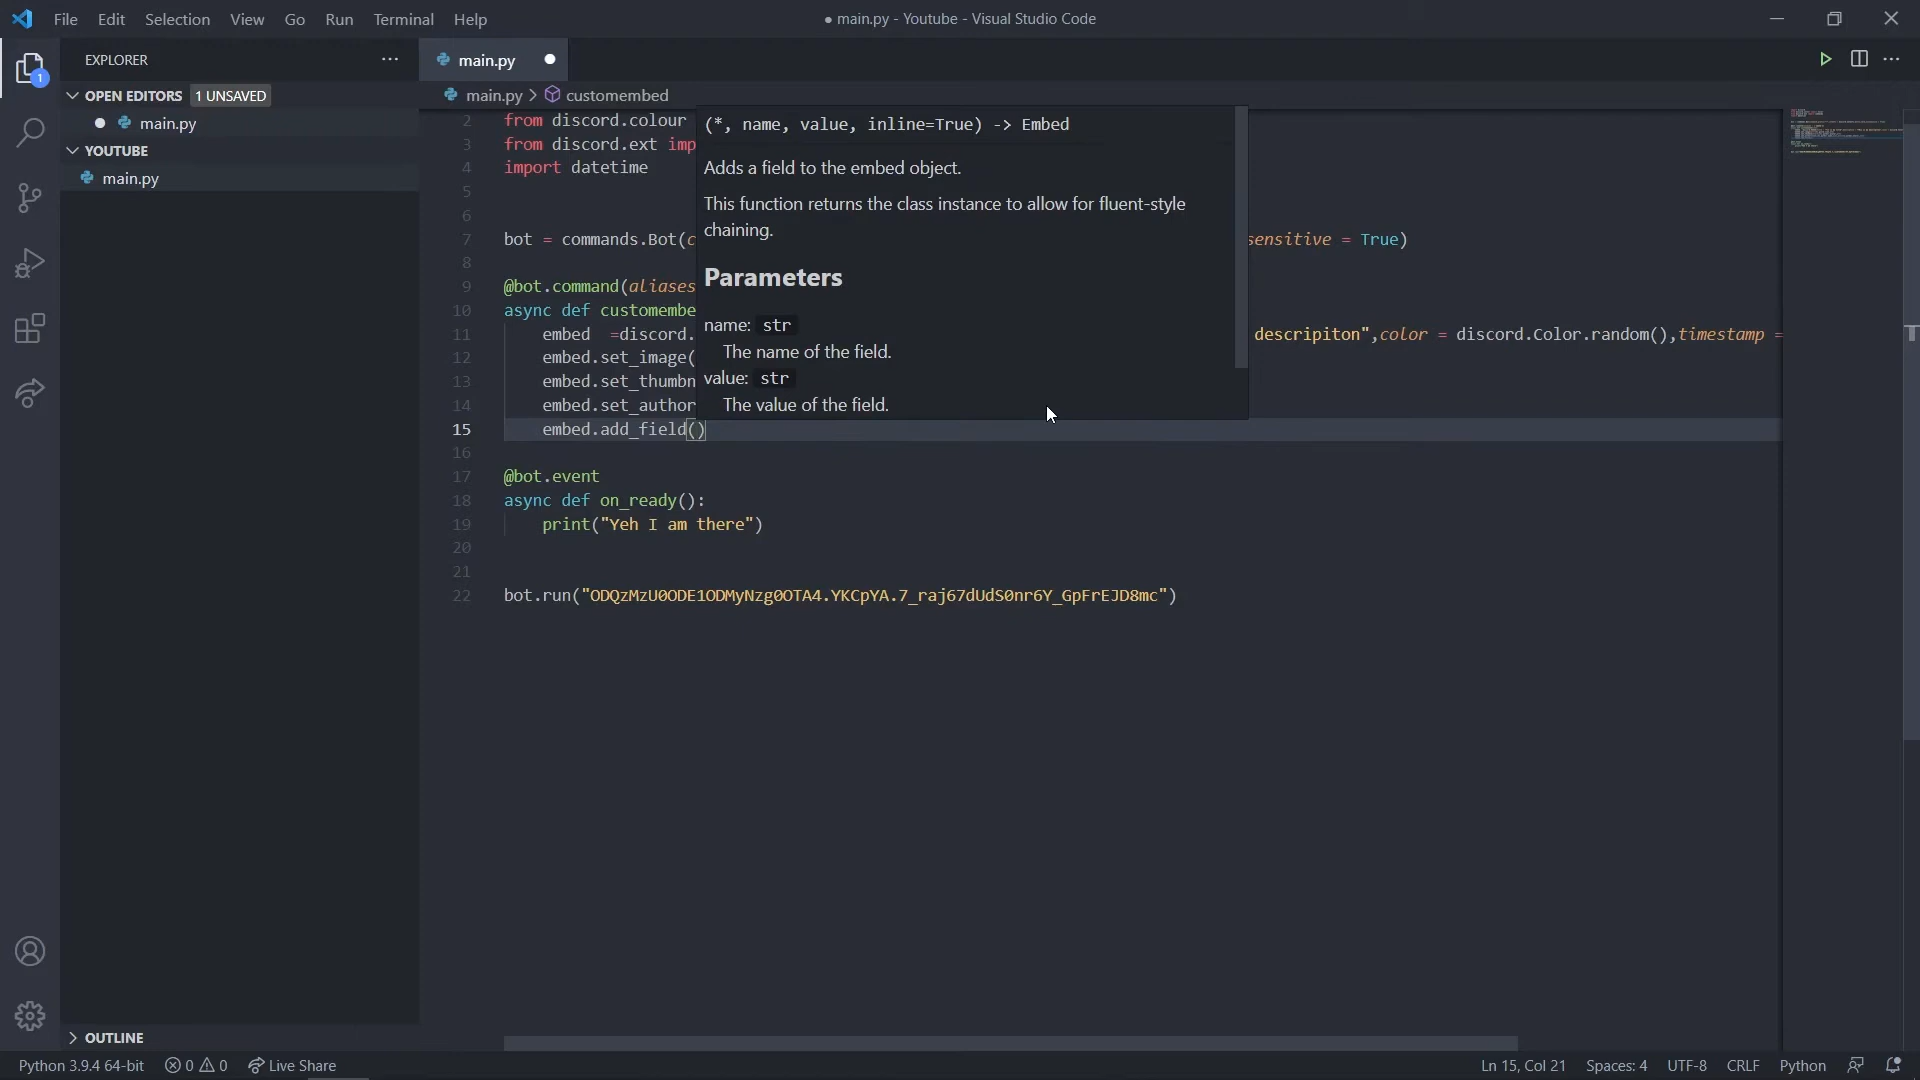 File Edit Selection View Go Run Terminal Help
● main.py - Youtube - Visual Studio Code
EXPLORER
1
OPEN EDITORS 1 UNSAVED
main.py
YOUTUBE
main.py
OUTLINE
main.py
main.py > customembed
2 from discord.colour
3 from discord.ext imp
4 import datetime
5
6
7 bot = commands.Bot(c sensitive = True)
8
9 @bot.command(aliases
10 async def customembe
11 embed =discord. descripiton",color = discord.Color.random(),timestamp =
12 embed.set_image(
13 embed.set_thumbn
14 embed.set_author
15 embed.add_field()
16
17 @bot.event
18 async def on_ready():
19 print("Yeh I am there")
20
21
22 bot.run("ODQzMzU0ODE1ODMyNzg0OTA4.YKCpYA.7_raj67dUdS0nr6Y_GpFrEJD8mc")
(*, name, value, inline=True) -> Embed
Adds a field to the embed object.
This function returns the class instance to allow for fluent-style
chaining.
Parameters
name: str
The name of the field.
value: str
The value of the field.
Python 3.9.4 64-bit 0 0 Live Share
Ln 15, Col 21 Spaces: 4 UTF-8 CRLF Python